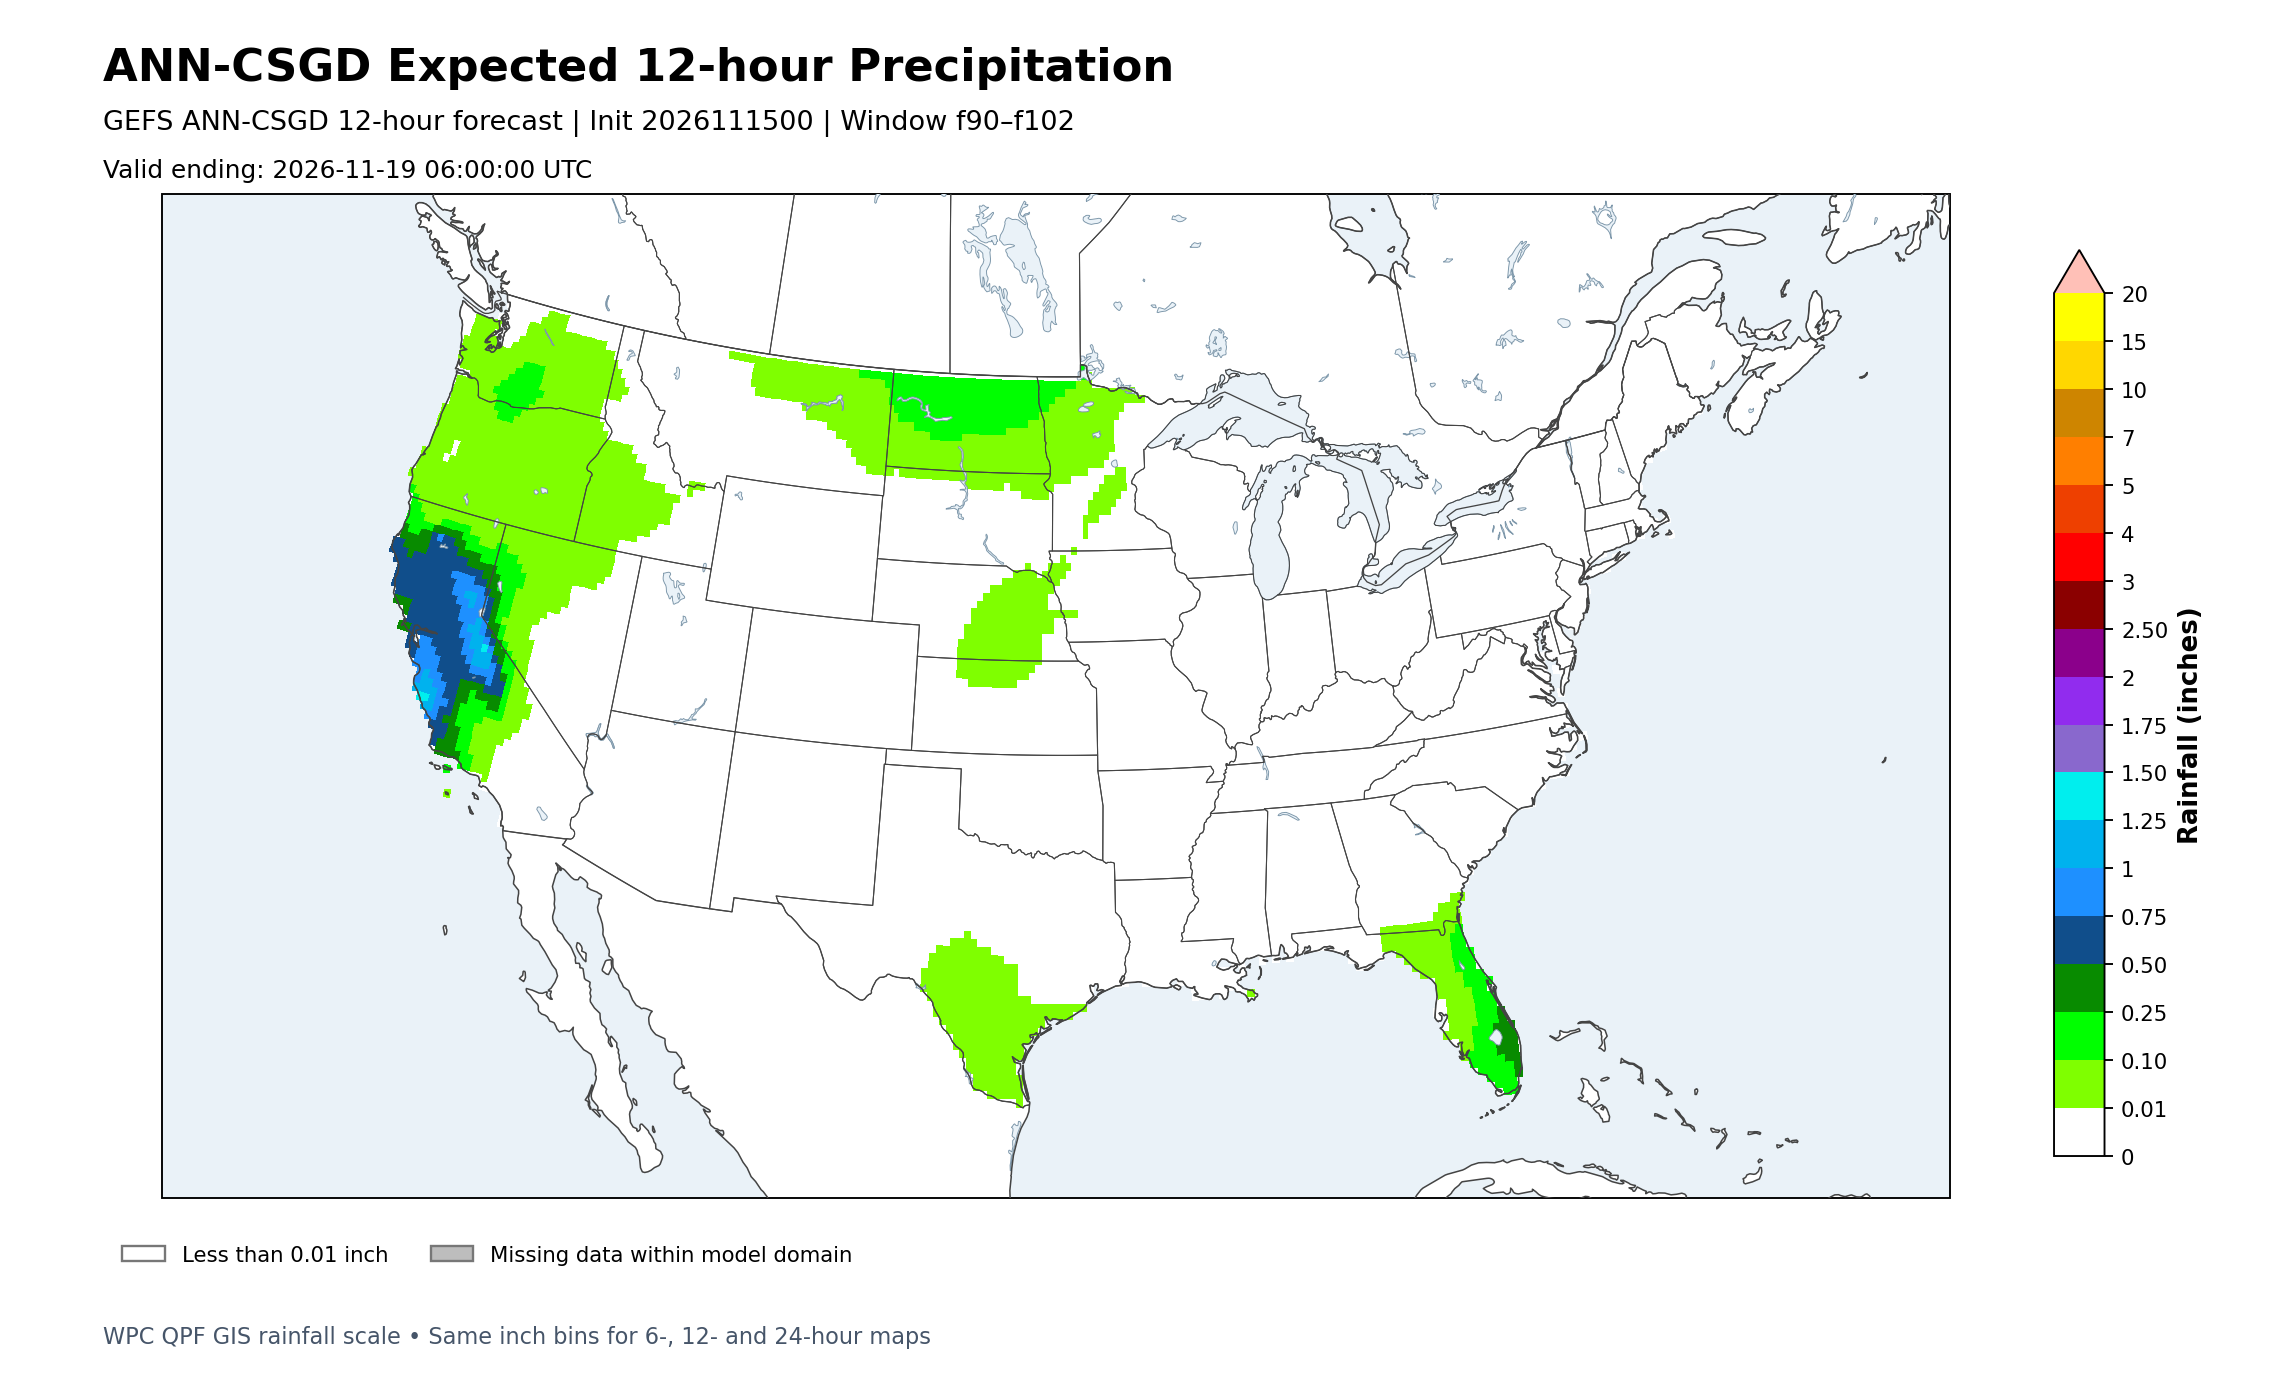 ANN-CSGD Expected 12-hour Precipitation
GEFS ANN-CSGD 12-hour forecast | Init 2026111500 | Window f90–f102
Valid ending: 2026-11-19 06:00:00 UTC
20
15
10
7
5
4
3
2.50
2
1.75
1.50
1.25
1
0.75
0.50
0.25
0.10
0.01
0
Rainfall (inches)
Less than 0.01 inch
Missing data within model domain
WPC QPF GIS rainfall scale • Same inch bins for 6-, 12- and 24-hour maps